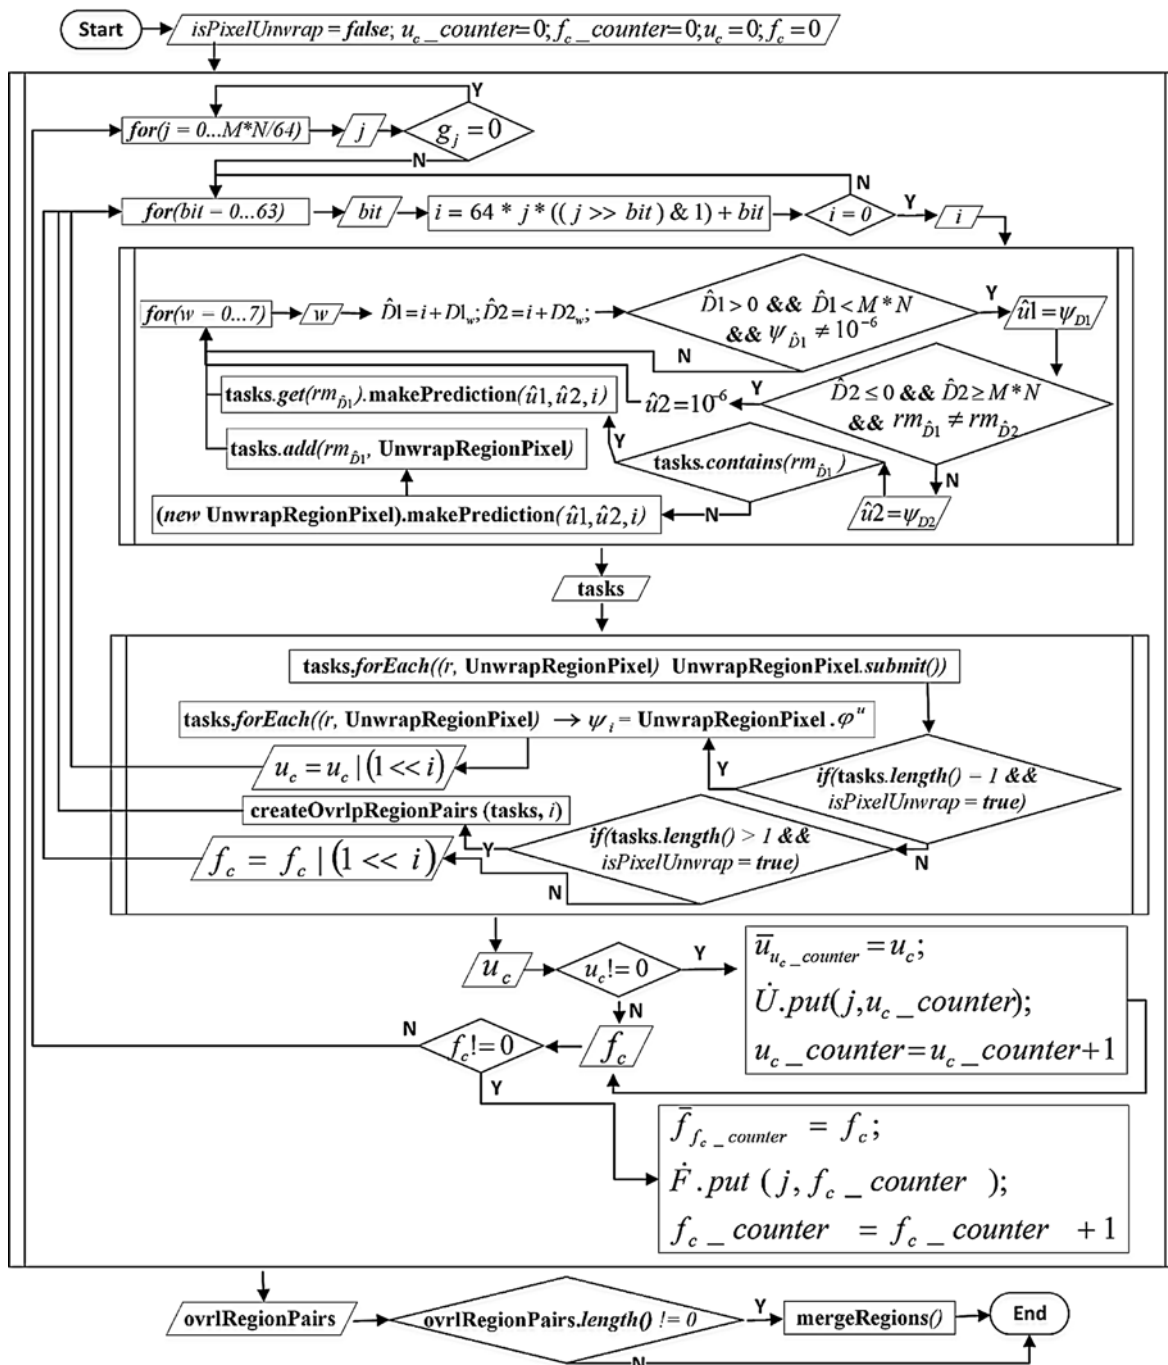 Start
isPixelUnwrap = false; u_c_counter=0; f_c_counter=0; u_c = 0; f_c = 0
Y
for(j = 0...M*N/64)
j
g_j = 0
N
N
for(bit = 0...63)
bit
i = 64 * j * (( j >> bit ) & 1) + bit
i = 0
Y
i
for(w = 0...7)
w
D̂1 = i + D1_w; D̂2 = i + D2_w;
D̂1 > 0 && D̂1 < M * N
&& ψ_D̂1 ≠ 10⁻⁶
Y
û1 = ψ_D1
N
tasks.get(rm_D̂1).makePrediction(û1, û2, i)
û2 = 10⁻⁶
Y
D̂2 ≤ 0 && D̂2 ≥ M * N
&& rm_D̂1 ≠ rm_D̂2
Y
tasks.add(rm_D̂1, UnwrapRegionPixel)
tasks.contains(rm_D̂1)
N
(new UnwrapRegionPixel).makePrediction(û1, û2, i)
N
û2 = ψ_D2
tasks
tasks.forEach((r, UnwrapRegionPixel) UnwrapRegionPixel.submit())
tasks.forEach((r, UnwrapRegionPixel) → ψ_i = UnwrapRegionPixel . φ^u
Y
u_c = u_c | (1 << i)
if(tasks.length() – 1 &&
isPixelUnwrap = true)
createOvrlpRegionPairs (tasks, i)
if(tasks.length() > 1 &&
isPixelUnwrap = true)
Y
N
f_c = f_c | (1 << i)
N
u_c
u_c != 0
Y
ū_u_c_counter = u_c;
U̇.put(j, u_c_counter);
u_c_counter = u_c_counter+1
N
N
f_c != 0
f_c
Y
f̄_f_c_counter = f_c;
Ḟ.put ( j, f_c_counter );
f_c_counter = f_c_counter + 1
ovrlRegionPairs
ovrlRegionPairs.length() != 0
Y
mergeRegions()
End
N